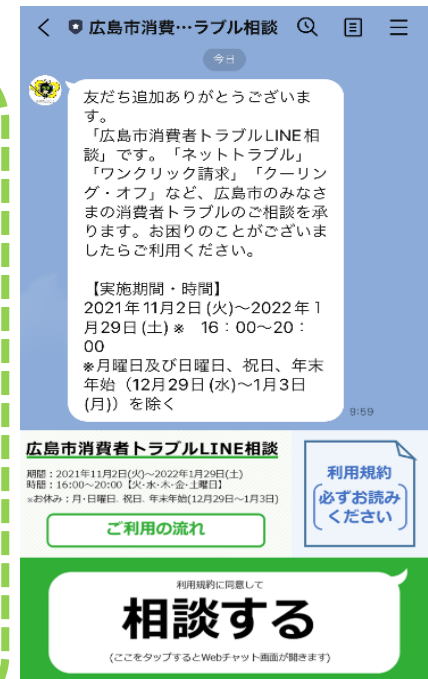 広島市消費…ラブル相談
今日
友だち追加ありがとうございま
す。
「広島市消費者トラブルLINE相
談」です。「ネットトラブル」
「ワンクリック請求」「クーリン
グ・オフ」など、広島市のみなさ
まの消費者トラブルのご相談を承
ります。お困りのことがございま
したらご利用ください。
【実施期間・時間】
2021年11月2日(火)～2022年1
月29日(土)※ 16：00～20：
00
※月曜日及び日曜日、祝日、年末
年始（12月29日(水)～1月3日
(月)）を除く
9:59
広島市消費者トラブルLINE相談
期間：2021年11月2日(火)～2022年1月29日(土)
時間：16:00～20:00【火·水·木·金·土曜日】
※お休み：月·日曜日. 祝日. 年末年始(12月29日～1月3日)
ご利用の流れ
利用規約
必ずお読み
ください
利用規約に同意して
相談する
(ここをタップするとWebチャット画面が開きます)